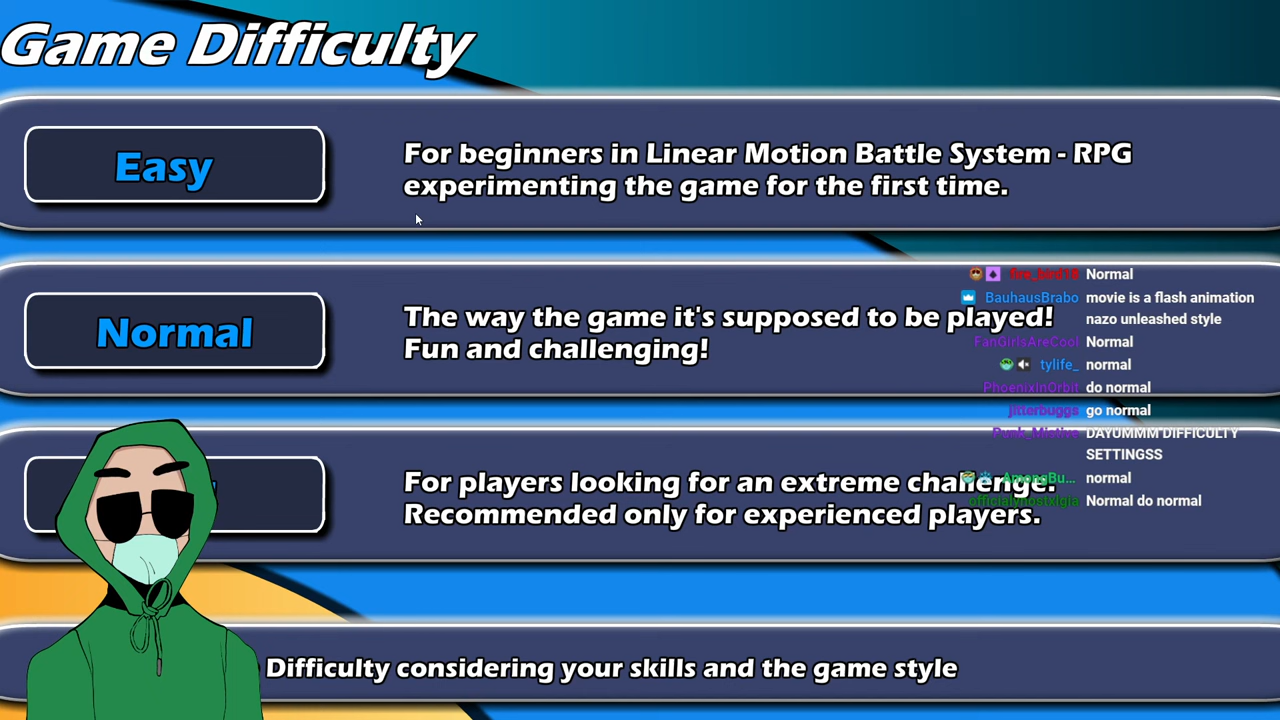 Game Difficulty
Easy
For beginners in Linear Motion Battle System - RPG
experimenting the game for the first time.
Normal
The way the game it's supposed to be played!
Fun and challenging!
For players looking for an extreme challenge.
Recommended only for experienced players.
Difficulty considering your skills and the game style
fire_bird18 Normal
BauhausBrabo movie is a flash animation
nazo unleashed style
FanGirlsAreCool Normal
tylife_ normal
PhoenixInOrbit do normal
jitterbuggs go normal
Punk_Mistive DAYUMMM DIFFICULTY
SETTINGSS
AmongBu... normal
Normal do normal